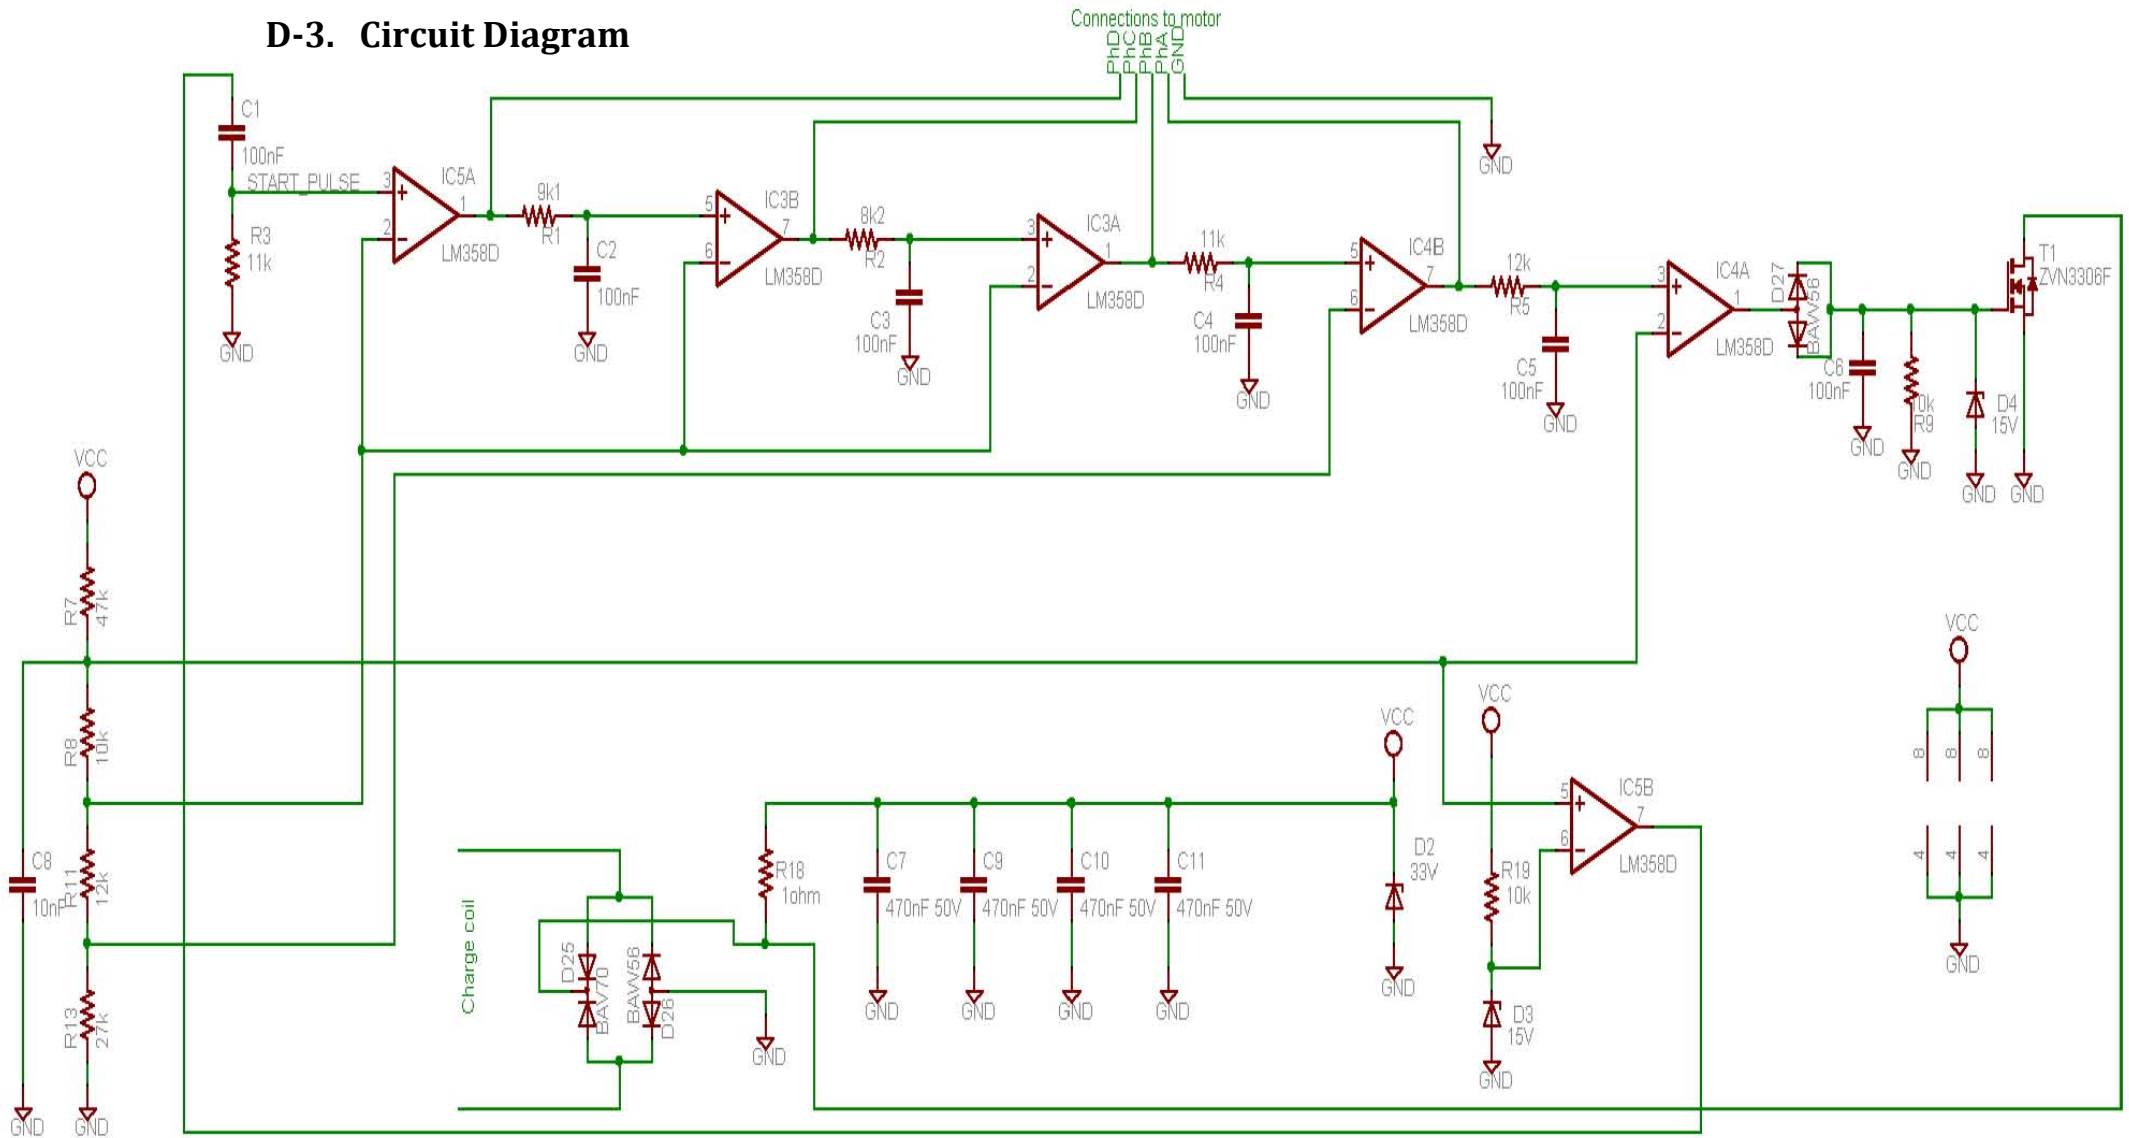 D-3. Circuit Diagram
Connections to motor
PhD
PhC
PhB
PhA
GND
C1
100nF
START_PULSE
R3
11k
GND
3
2
1
IC5A
LM358D
9k1
R1
C2
100nF
GND
5
6
7
IC3B
LM358D
8k2
R2
C3
100nF
GND
3
2
1
IC3A
LM358D
11k
R4
C4
100nF
GND
5
6
7
IC4B
LM358D
GND
12k
R5
C5
100nF
GND
3
2
1
IC4A
LM358D
D27
BAW56
C6
100nF
GND
10k
R9
GND
D4
15V
GND
T1
ZVN3306F
GND
VCC
R7
47k
R8
10k
R11
12k
R13
27k
GND
C8
10nF
GND
Charge coil
D25
BAV70
BAW56
D26
GND
R18
1ohm
C7
470nF 50V
GND
C9
470nF 50V
GND
C10
470nF 50V
GND
C11
470nF 50V
GND
VCC
D2
33V
GND
VCC
R19
10k
D3
15V
GND
5
6
7
IC5B
LM358D
VCC
8
8
8
4
4
4
GND